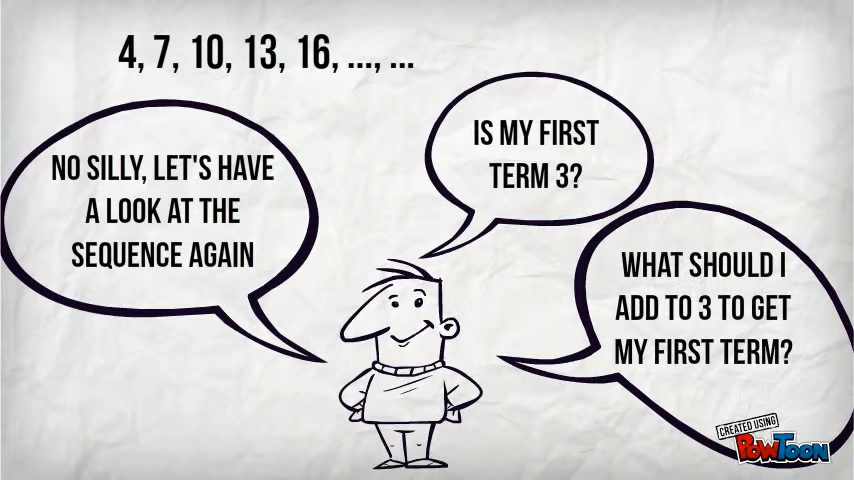 4, 7, 10, 13, 16, ..., ...
IS MY FIRST
TERM 3?
NO SILLY, LET'S HAVE
A LOOK AT THE
SEQUENCE AGAIN
WHAT SHOULD I
ADD TO 3 TO GET
MY FIRST TERM?
CREATED USING
POWTOON